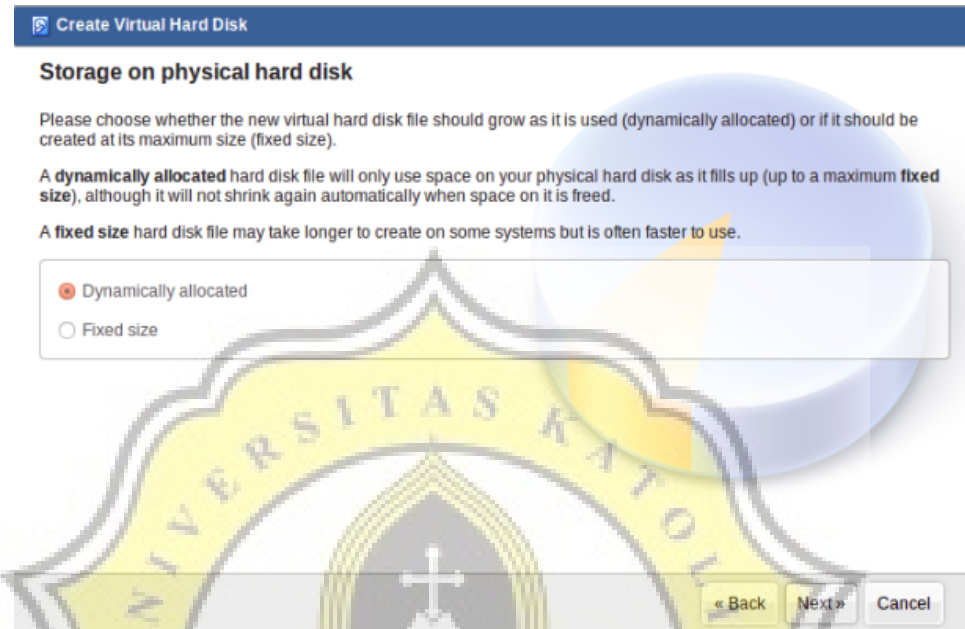 Create Virtual Hard Disk
Storage on physical hard disk
Please choose whether the new virtual hard disk file should grow as it is used (dynamically allocated) or if it should be
created at its maximum size (fixed size).
A dynamically allocated hard disk file will only use space on your physical hard disk as it fills up (up to a maximum fixed
size), although it will not shrink again automatically when space on it is freed.
A fixed size hard disk file may take longer to create on some systems but is often faster to use.
Dynamically allocated
Fixed size
NIVERSITAS KATOL
« Back
Next »
Cancel